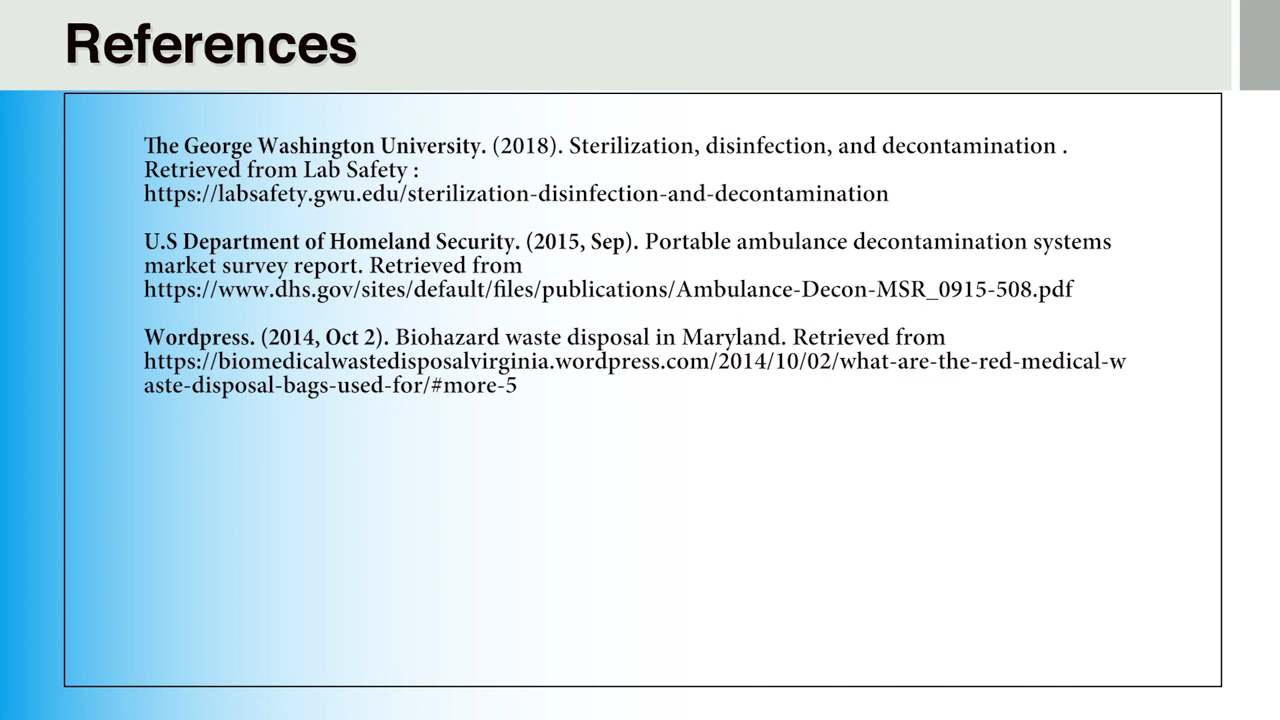 References
The George Washington University. (2018). Sterilization, disinfection, and decontamination .
Retrieved from Lab Safety :
https://labsafety.gwu.edu/sterilization-disinfection-and-decontamination
U.S Department of Homeland Security. (2015, Sep). Portable ambulance decontamination systems
market survey report. Retrieved from
https://www.dhs.gov/sites/default/files/publications/Ambulance-Decon-MSR_0915-508.pdf
Wordpress. (2014, Oct 2). Biohazard waste disposal in Maryland. Retrieved from
https://biomedicalwastedisposalvirginia.wordpress.com/2014/10/02/what-are-the-red-medical-w
aste-disposal-bags-used-for/#more-5